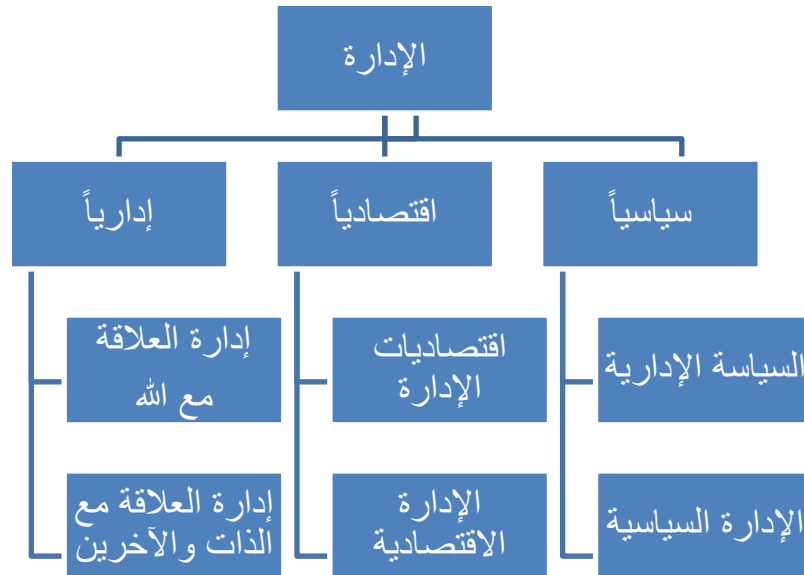 الإدارة
سياسياً
اقتصادياً
إدارياً
السياسة الإدارية
اقتصاديات
الإدارة
إدارة العلاقة
مع الله
الإدارة السياسية
الإدارة
الاقتصادية
إدارة العلاقة مع
الذات والآخرين